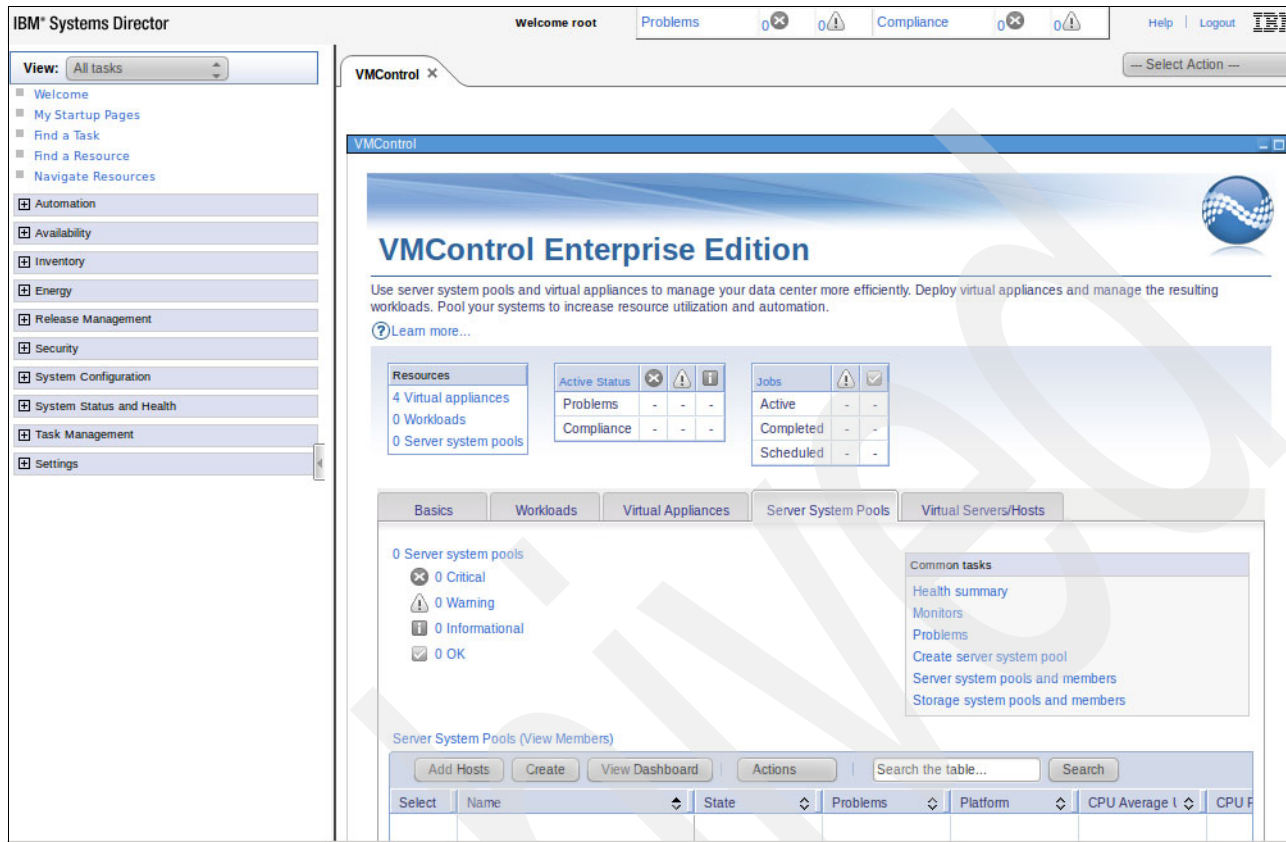 IBM® Systems Director
Welcome root
Problems 0 0 Compliance 0 0
Help | Logout IBM
View: All tasks
Welcome
My Startup Pages
Find a Task
Find a Resource
Navigate Resources
Automation
Availability
Inventory
Energy
Release Management
Security
System Configuration
System Status and Health
Task Management
Settings
VMControl
--- Select Action ---
VMControl
VMControl Enterprise Edition
Use server system pools and virtual appliances to manage your data center more efficiently. Deploy virtual appliances and manage the resulting
workloads. Pool your systems to increase resource utilization and automation.
Learn more...
Resources
4 Virtual appliances
0 Workloads
0 Server system pools
Active Status
Problems - - -
Compliance - - -
Jobs
Active - -
Completed - -
Scheduled - -
Basics Workloads Virtual Appliances Server System Pools Virtual Servers/Hosts
0 Server system pools
0 Critical
0 Warning
0 Informational
0 OK
Common tasks
Health summary
Monitors
Problems
Create server system pool
Server system pools and members
Storage system pools and members
Server System Pools (View Members)
Add Hosts Create View Dashboard Actions Search the table... Search
Select Name State Problems Platform CPU Average CPU